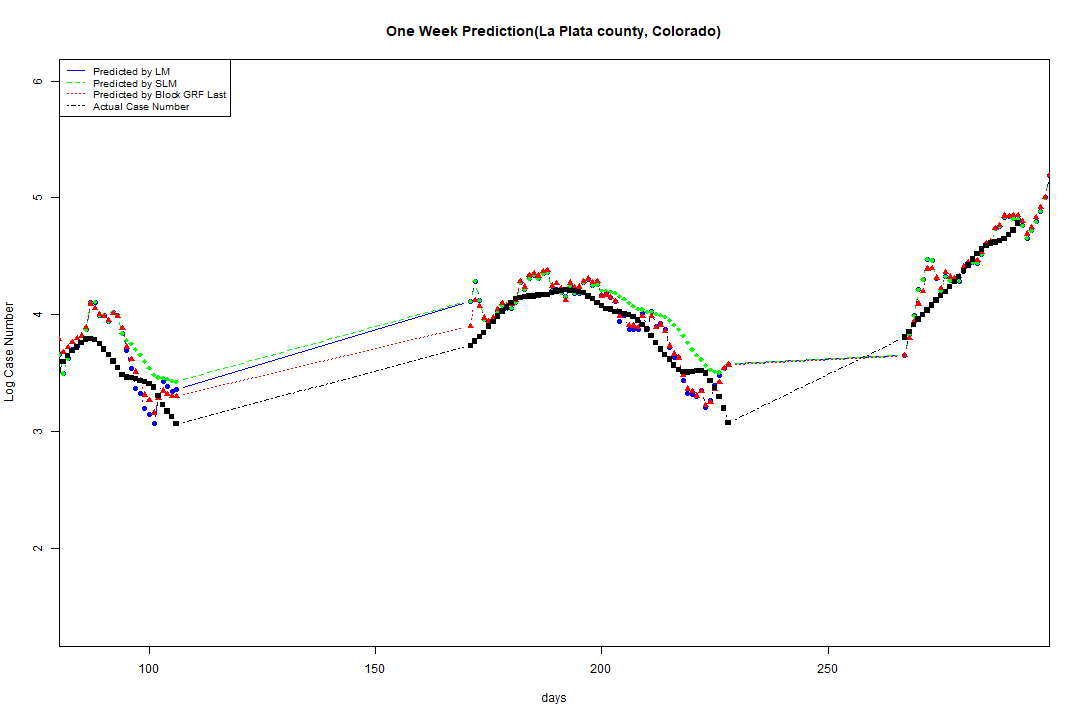 One Week Prediction(La Plata county, Colorado)
Predicted by LM
Predicted by SLM
Predicted by Block GRF Last
Actual Case Number
6
5
4
3
2
Log Case Number
100 150 200 250
days